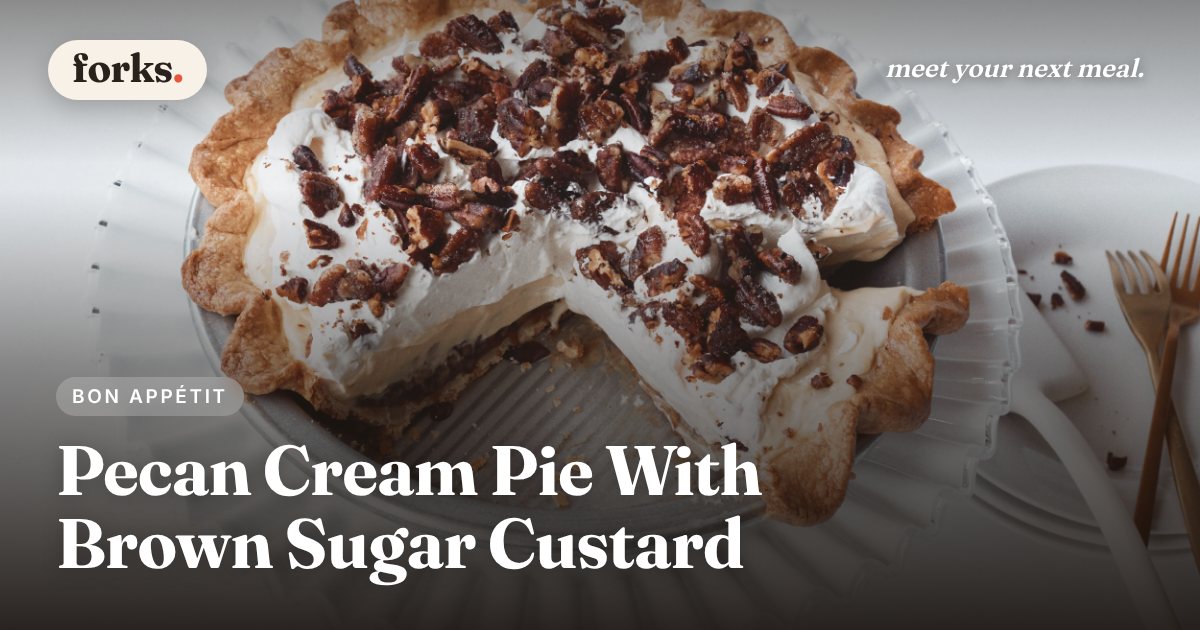 forks.
meet your next meal.
BON APPÉTIT
Pecan Cream Pie With
Brown Sugar Custard